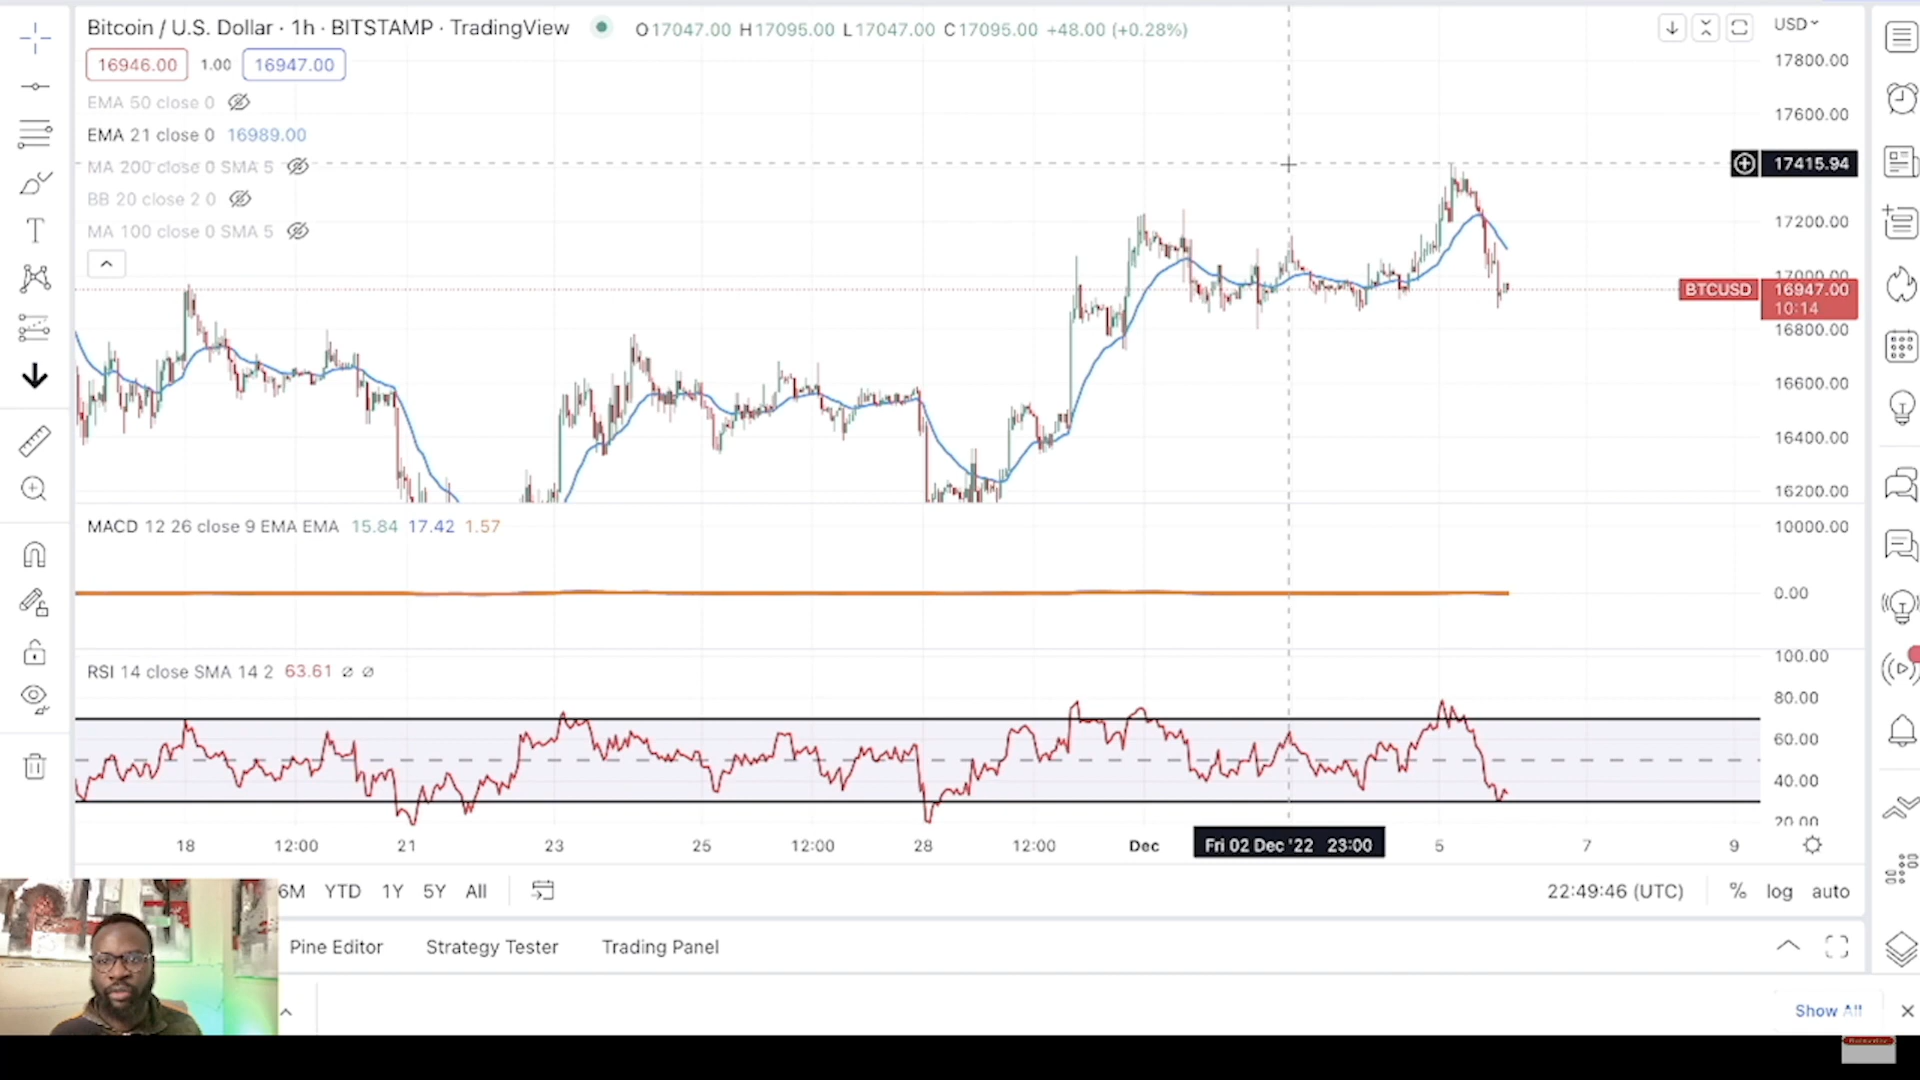 Bitcoin / U.S. Dollar · 1h · BITSTAMP · TradingView O17047.00 H17095.00 L17047.00 C17095.00 +48.00 (+0.28%) USD
16946.00 1.00 16947.00
17800.00
EMA 50 close 0
17600.00
EMA 21 close 0 16989.00
MA 200 close 0 SMA 5
17415.94
BB 20 close 2 0
17200.00
MA 100 close 0 SMA 5
17000.00
BTCUSD 16947.00
10:14
16800.00
16600.00
16400.00
16200.00
MACD 12 26 close 9 EMA EMA 15.84 17.42 1.57 10000.00
0.00
100.00
RSI 14 close SMA 14 2 63.61 ∅ ∅
80.00
60.00
40.00
20.00
18 12:00 21 23 25 12:00 28 12:00 Dec Fri 02 Dec '22 23:00 5 7 9
6M YTD 1Y 5Y All 22:49:46 (UTC) % log auto
Pine Editor Strategy Tester Trading Panel
Show All